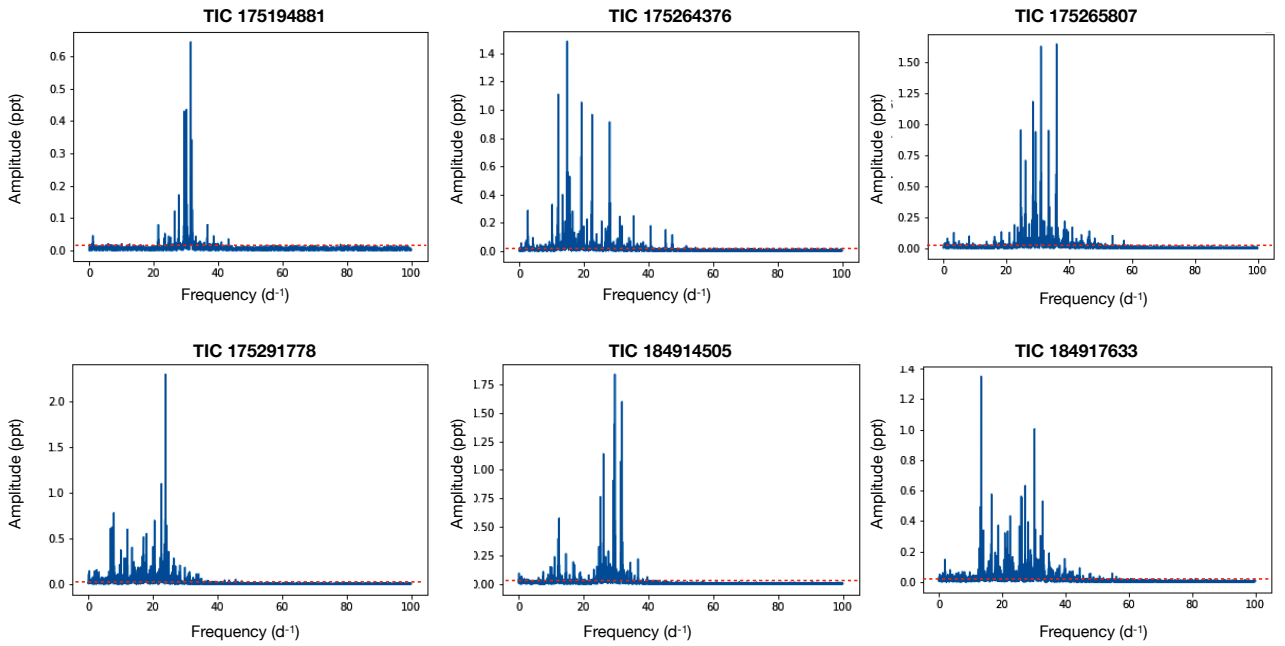 TIC 175194881
TIC 175264376
TIC 175265807
Amplitude (ppt)
0.6
0.5
0.4
0.3
0.2
0.1
0.0
0 20 40 60 80 100
Frequency (d-1)
Amplitude (ppt)
1.4
1.2
1.0
0.8
0.6
0.4
0.2
0.0
0 20 40 60 80 100
Frequency (d-1)
Amplitude (ppt)
1.50
1.25
1.00
0.75
0.50
0.25
0.00
0 20 40 60 80 100
Frequency (d-1)
TIC 175291778
TIC 184914505
TIC 184917633
Amplitude (ppt)
2.0
1.5
1.0
0.5
0.0
0 20 40 60 80 100
Frequency (d-1)
Amplitude (ppt)
1.75
1.50
1.25
1.00
0.75
0.50
0.25
0.00
0 20 40 60 80 100
Frequency (d-1)
Amplitude (ppt)
1.4
1.2
1.0
0.8
0.6
0.4
0.2
0.0
0 20 40 60 80 100
Frequency (d-1)